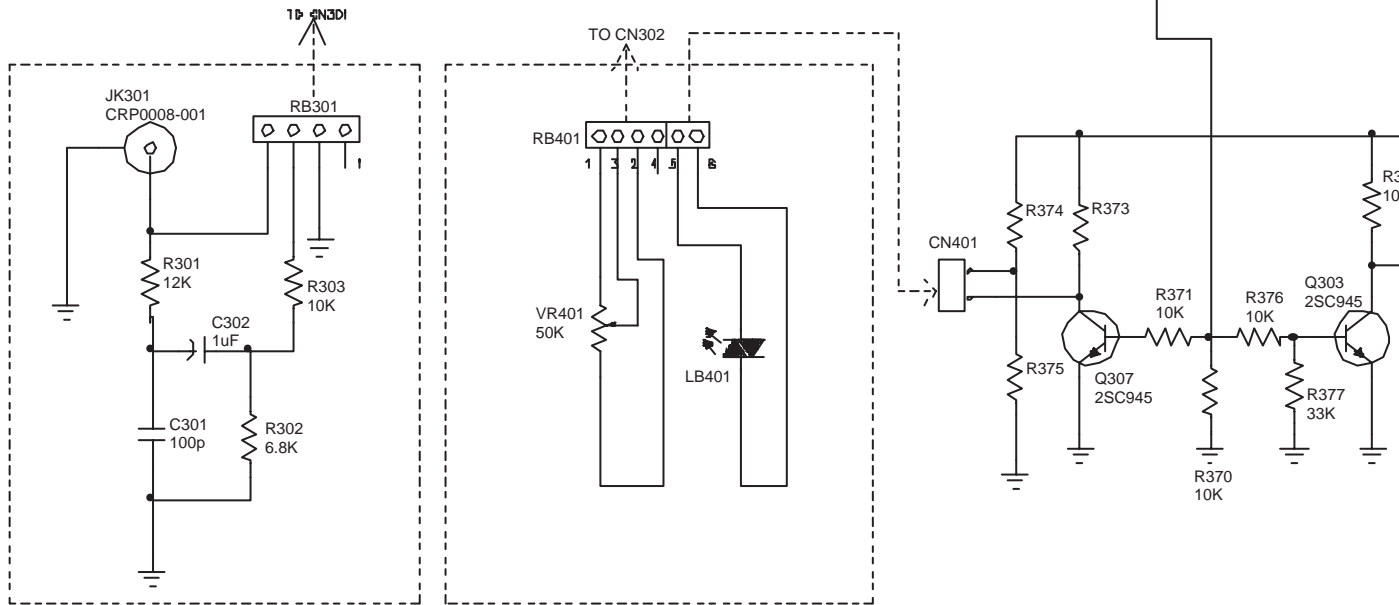 JK301
CRP0008-001
RB301
1
R301
12K
R303
10K
C302
1uF
C301
100p
R302
6.8K
TO CN302
RB401
1 3 2 4 5 6
VR401
50K
LB401
CN401
R374
R373
R375
Q307
2SC945
R371
10K
R376
10K
R370
10K
R377
33K
Q303
2SC945